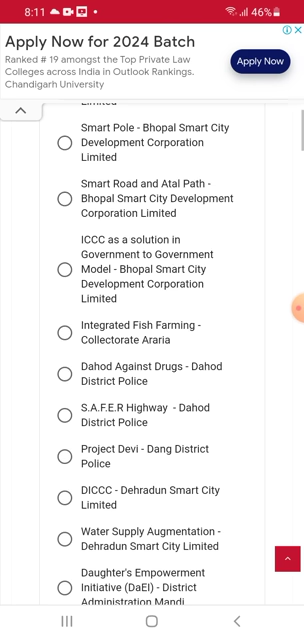 8:11
46%
Apply Now for 2024 Batch
Ranked # 19 amongst the Top Private Law
Colleges across India in Outlook Rankings.
Chandigarh University
Apply Now
Limited
Smart Pole - Bhopal Smart City
Development Corporation
Limited
Smart Road and Atal Path -
Bhopal Smart City Development
Corporation Limited
ICCC as a solution in
Government to Government
Model - Bhopal Smart City
Development Corporation
Limited
Integrated Fish Farming -
Collectorate Araria
Dahod Against Drugs - Dahod
District Police
S.A.F.E.R Highway - Dahod
District Police
Project Devi - Dang District
Police
DICCC - Dehradun Smart City
Limited
Water Supply Augmentation -
Dehradun Smart City Limited
Daughter's Empowerment
Initiative (DaEI) - District
Administration Mandi